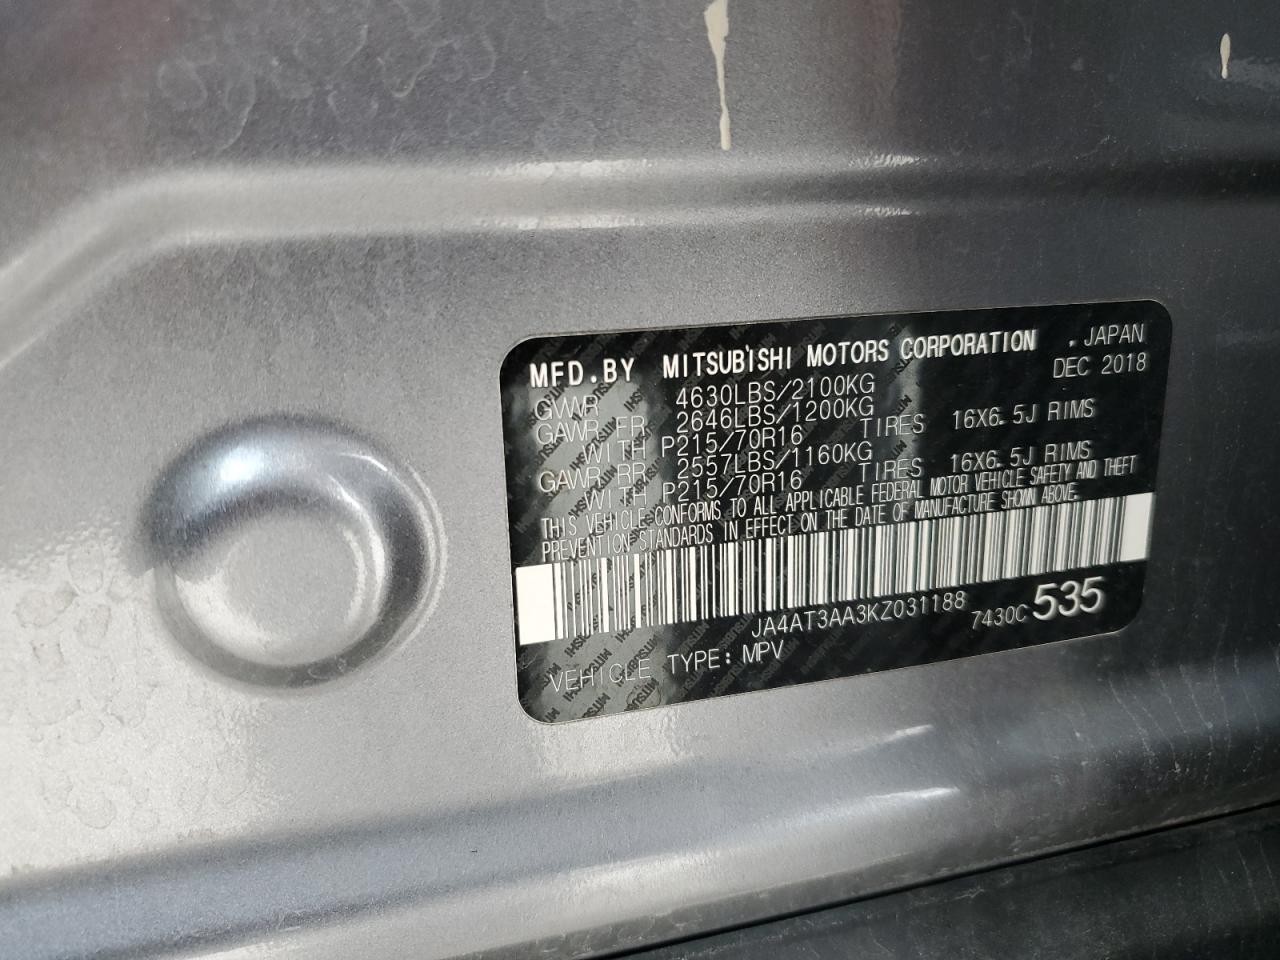 MFD.BY MITSUBISHI MOTORS CORPORATION . JAPAN
GVWR 4630LBS/2100KG DEC 2018
GAWR FR 2646LBS/1200KG
WITH P215/70R16 TIRES 16X6.5J RIMS
GAWR RR 2557LBS/1160KG
WITH P215/70R16 TIRES 16X6.5J RIMS
THIS VEHICLE CONFORMS TO ALL APPLICABLE FEDERAL MOTOR VEHICLE SAFETY AND THEFT
PREVENTION STANDARDS IN EFFECT ON THE DATE OF MANUFACTURE SHOWN ABOVE.
JA4AT3AA3KZ031188 7430C 535
VEHICLE TYPE: MPV